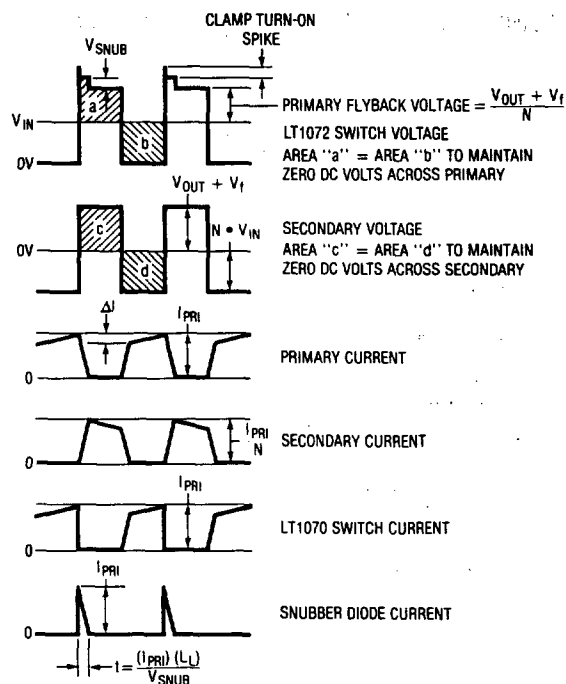 CLAMP TURN-ON
SPIKE
VSNUB
a
b
VIN
0V
PRIMARY FLYBACK VOLTAGE = VOUT + Vf
N
LT1072 SWITCH VOLTAGE
AREA "a" = AREA "b" TO MAINTAIN
ZERO DC VOLTS ACROSS PRIMARY
VOUT + Vf
0V
c
d
N • VIN
SECONDARY VOLTAGE
AREA "c" = AREA "d" TO MAINTAIN
ZERO DC VOLTS ACROSS SECONDARY
ΔI
IPRI
0
PRIMARY CURRENT
IPRI
N
0
SECONDARY CURRENT
IPRI
0
LT1070 SWITCH CURRENT
IPRI
0
SNUBBER DIODE CURRENT
t = (IPRI) (LL)
VSNUB